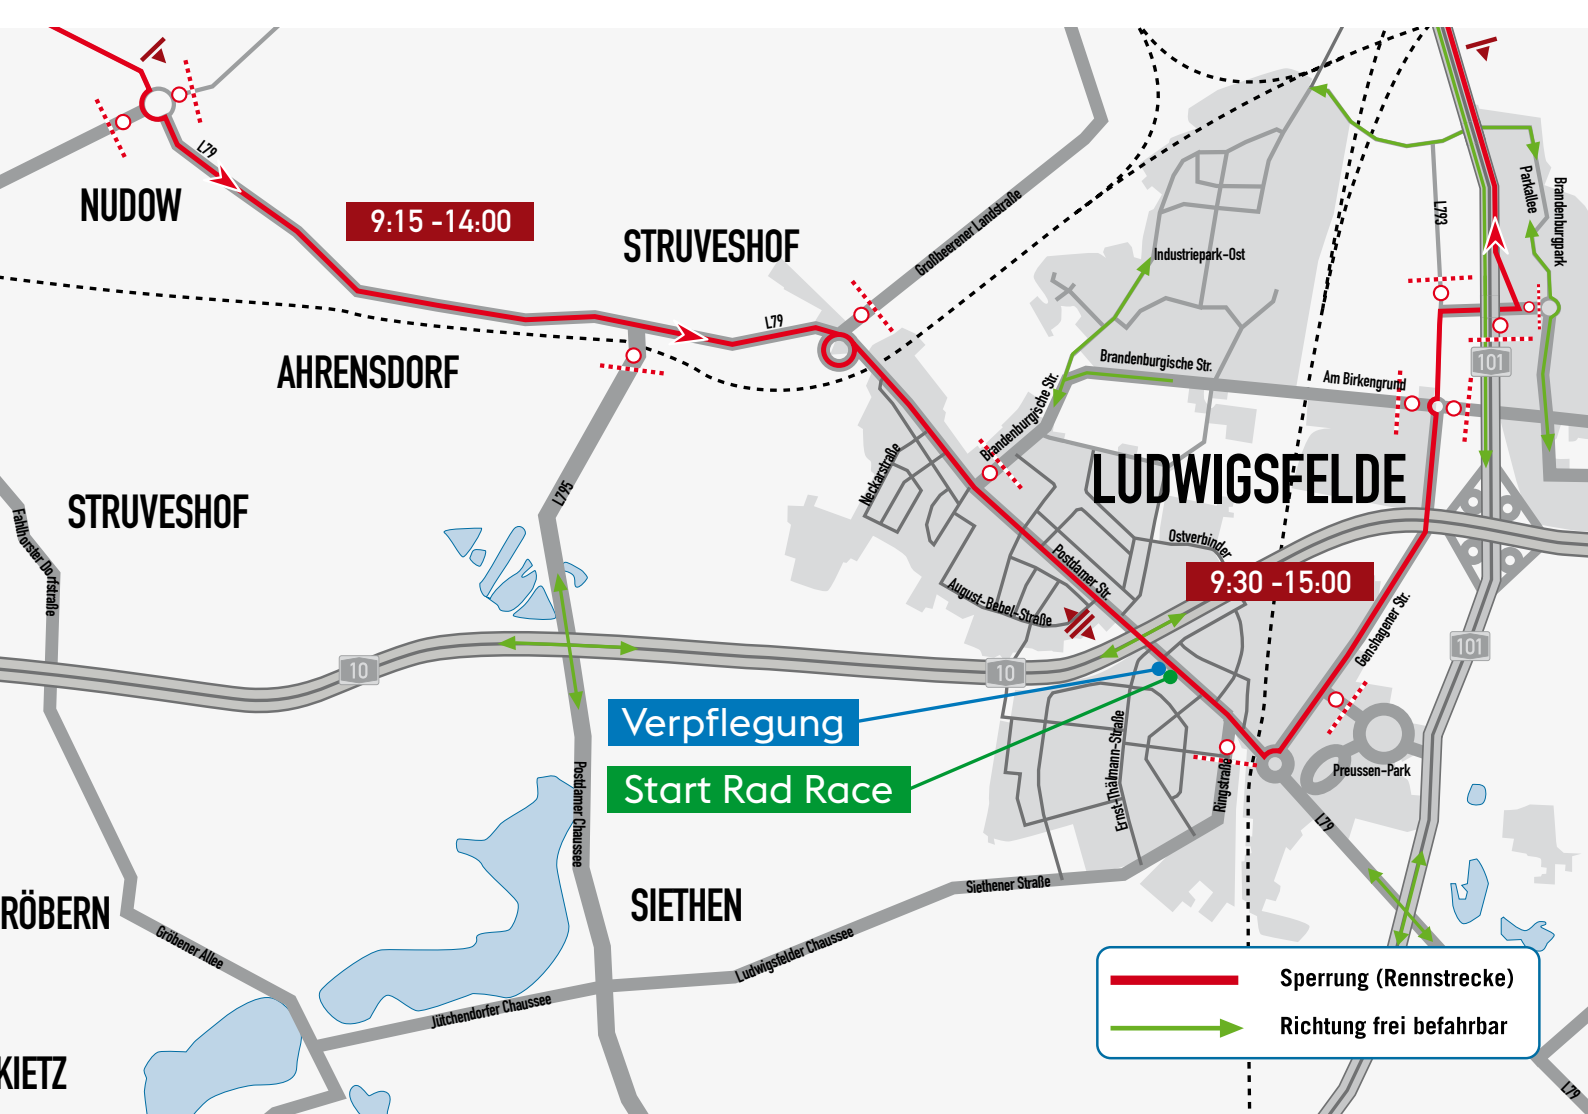 L79
NUDOW
9:15 -14:00
STRUVESHOF
Großbeerener Landstraße
L79
AHRENSDORF
Industriepark-Ost
L793
Parkallee
Brandenburgpark
101
Brandenburgische Str.
Am Birkengrund
Brandenburgische Str.
Neckarstraße
LUDWIGSFELDE
STRUVESHOF
L795
Fahlhorster Dorfstraße
Ostverbinder
Postdamer Str.
9:30 -15:00
August-Bebel-Straße
Genshagener Str.
101
10
10
Verpflegung
Start Rad Race
Ernst-Thälmann-Straße
Ringstraße
Preussen-Park
L79
Postdamer Chaussee
Siethener Straße
SIETHEN
RÖBERN
Gröbener Allee
Ludwigsfelder Chaussee
Jütchendorfer Chaussee
Sperrung (Rennstrecke)
Richtung frei befahrbar
KIETZ
L79